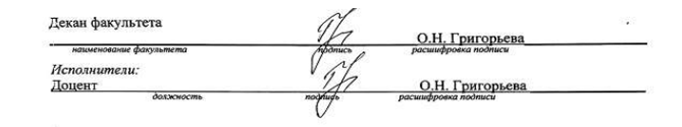 Декан факультета
О.Н. Григорьева
наименование факультета подпись расшифровка подписи
Исполнители:
Доцент О.Н. Григорьева
должность подпись расшифровка подписи